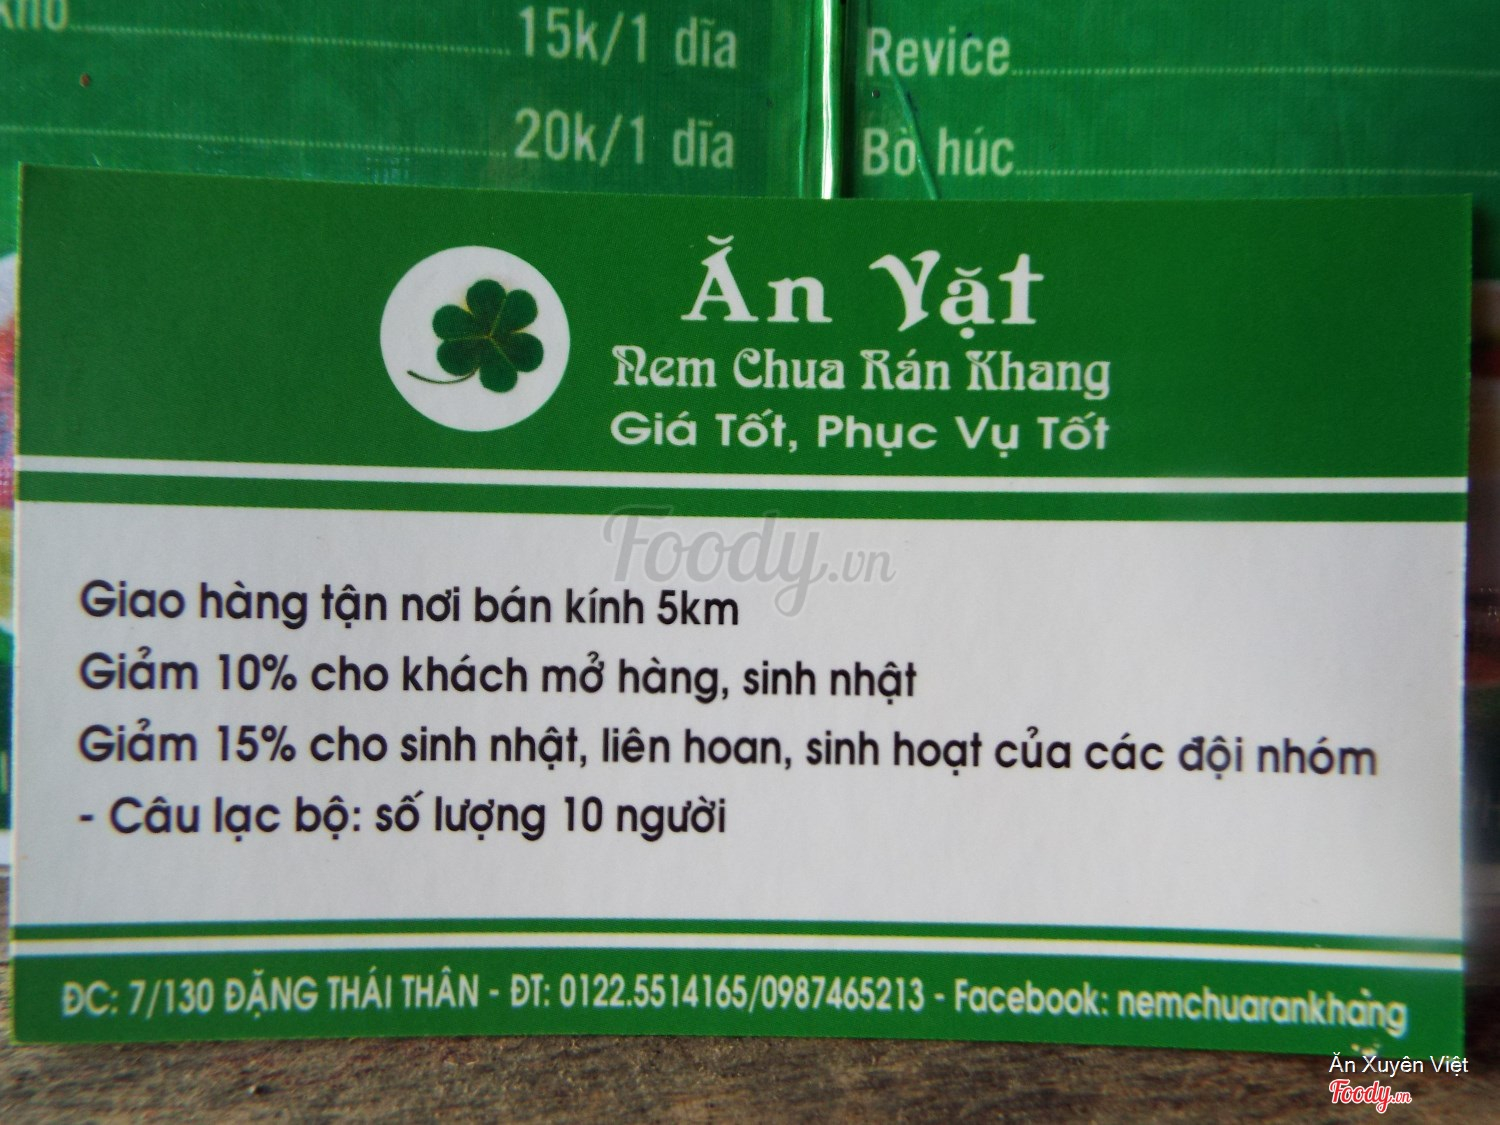 15k/1 dĩa
Revice
20k/1 dĩa
Bò húc
Ăn Vặt
Nem Chua Rán Khang
Giá Tốt, Phục Vụ Tốt
Foody.vn
Giao hàng tận nơi bán kính 5km
Giảm 10% cho khách mở hàng, sinh nhật
Giảm 15% cho sinh nhật, liên hoan, sinh hoạt của các đội nhóm
- Câu lạc bộ: số lượng 10 người
ĐC: 7/130 ĐẶNG THÁI THÂN - ĐT: 0122.5514165/0987465213 - Facebook: nemchuarankhang
Ăn Xuyên Việt
Foody.vn